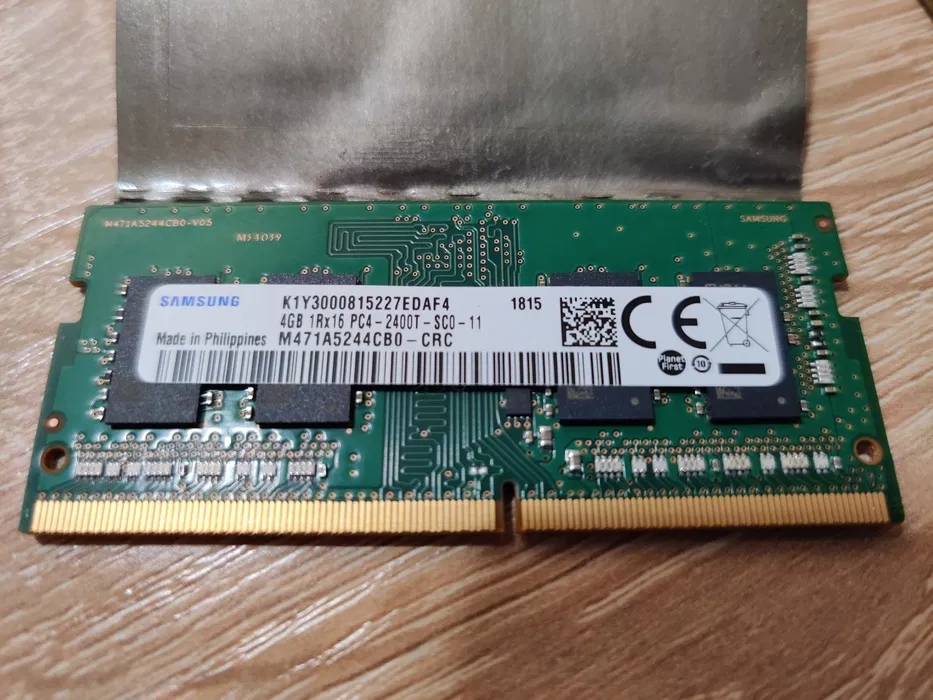 M471A5244CB0-V05
M33039
SAMSUNG
SAMSUNG
K1Y3000815227EDAF4
1815
4GB 1Rx16 PC4-2400T-SC0-11
Made in Philippines
M471A5244CB0-CRC
CE
Planet First
10